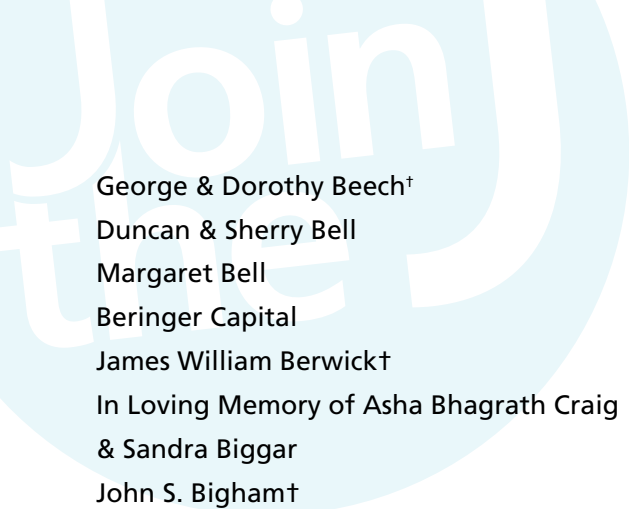 Join
the J
George & Dorothy Beech†
Duncan & Sherry Bell
Margaret Bell
Beringer Capital
James William Berwick†
In Loving Memory of Asha Bhagrath Craig
& Sandra Biggar
John S. Bigham†